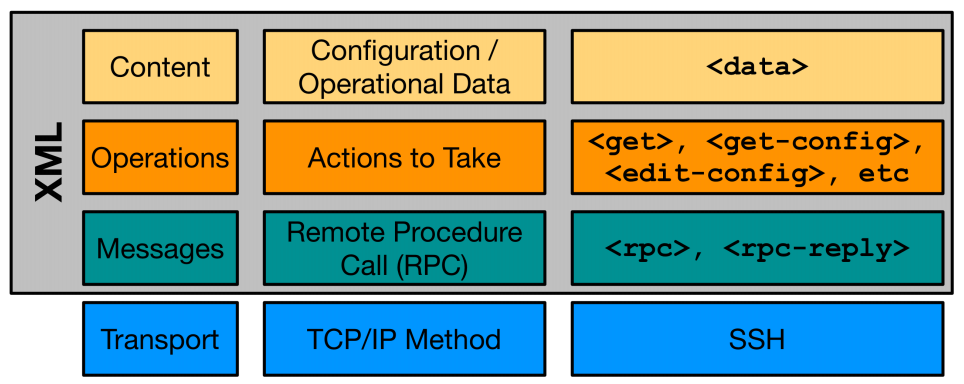 XML
Content
Configuration /
Operational Data
<data>
Operations
Actions to Take
<get>, <get-config>,
<edit-config>, etc
Messages
Remote Procedure
Call (RPC)
<rpc>, <rpc-reply>
Transport
TCP/IP Method
SSH